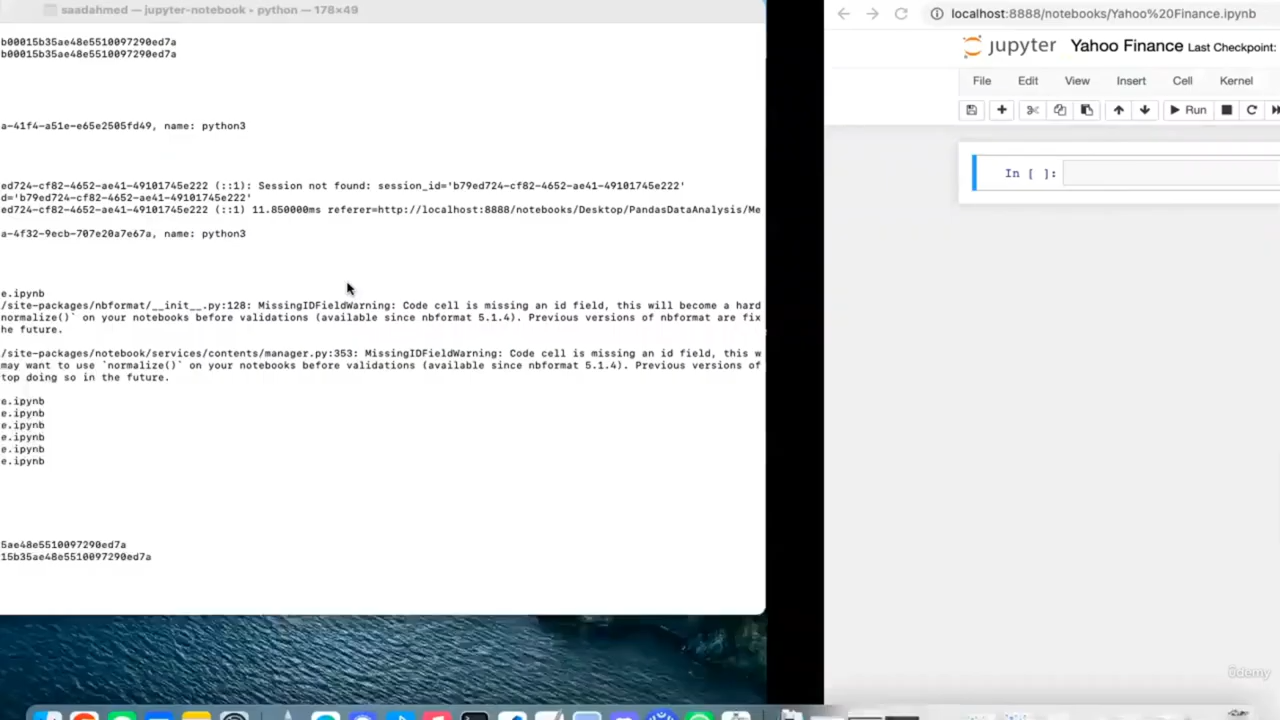 saadahmed — jupyter-notebook • python — 178×49
b00015b35ae48e5510097290ed7a
b00015b35ae48e5510097290ed7a
a-41f4-a51e-e65e2505fd49, name: python3
ed724-cf82-4652-ae41-49101745e222 (::1): Session not found: session_id='b79ed724-cf82-4652-ae41-49101745e222'
d='b79ed724-cf82-4652-ae41-49101745e222'
ed724-cf82-4652-ae41-49101745e222 (::1) 11.850000ms referer=http://localhost:8888/notebooks/Desktop/PandasDataAnalysis/Me
a-4f32-9ecb-707e20a7e67a, name: python3
e.ipynb
/site-packages/nbformat/__init__.py:128: MissingIDFieldWarning: Code cell is missing an id field, this will become a hard
normalize()` on your notebooks before validations (available since nbformat 5.1.4). Previous versions of nbformat are fix
he future.
/site-packages/notebook/services/contents/manager.py:353: MissingIDFieldWarning: Code cell is missing an id field, this w
may want to use `normalize()` on your notebooks before validations (available since nbformat 5.1.4). Previous versions of
top doing so in the future.
e.ipynb
e.ipynb
e.ipynb
e.ipynb
e.ipynb
e.ipynb
5ae48e5510097290ed7a
15b35ae48e5510097290ed7a
localhost:8888/notebooks/Yahoo%20Finance.ipynb
jupyter Yahoo Finance Last Checkpoint:
File Edit View Insert Cell Kernel
Run
In [ ]:
ûdemy